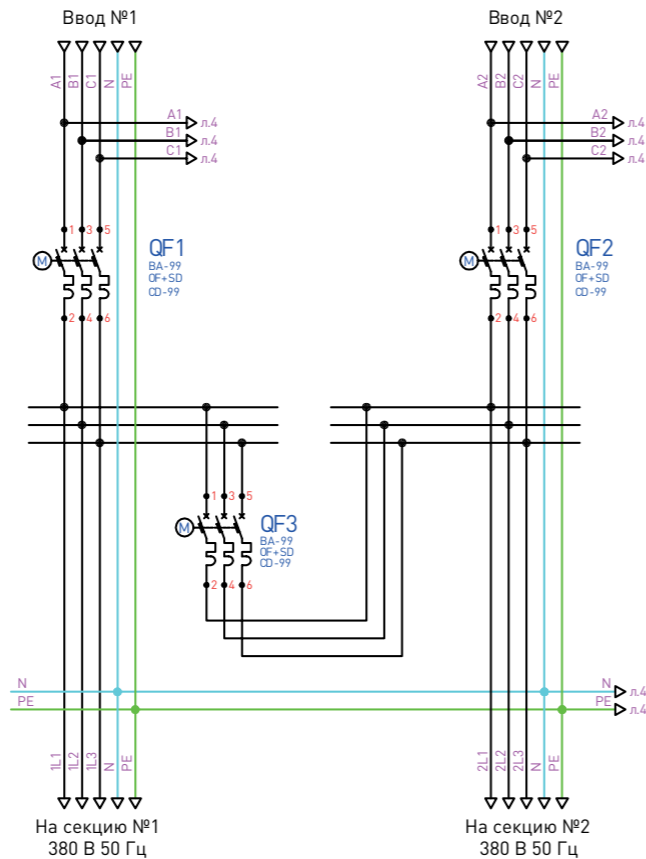 Ввод №1
Ввод №2
A1
B1
C1
N
PE
A2
B2
C2
N
PE
A1
л.4
B1
л.4
C1
л.4
A2
л.4
B2
л.4
C2
л.4
1
3
5
M
QF1
BA-99
OF+SD
CD-99
2
4
6
1
3
5
M
QF2
BA-99
OF+SD
CD-99
2
4
6
1
3
5
M
QF3
BA-99
OF+SD
CD-99
2
4
6
N
N
л.4
PE
PE
л.4
1L1
1L2
1L3
N
PE
2L1
2L2
2L3
N
PE
На секцию №1
380 В 50 Гц
На секцию №2
380 В 50 Гц